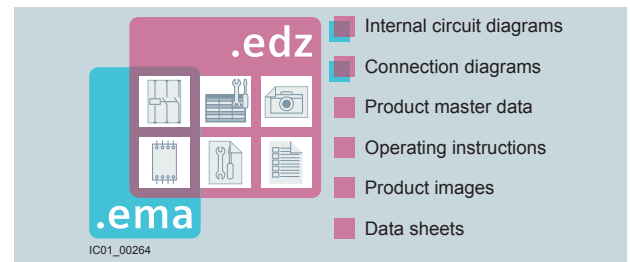 .edz
.ema
IC01_00264
Internal circuit diagrams
Connection diagrams
Product master data
Operating instructions
Product images
Data sheets